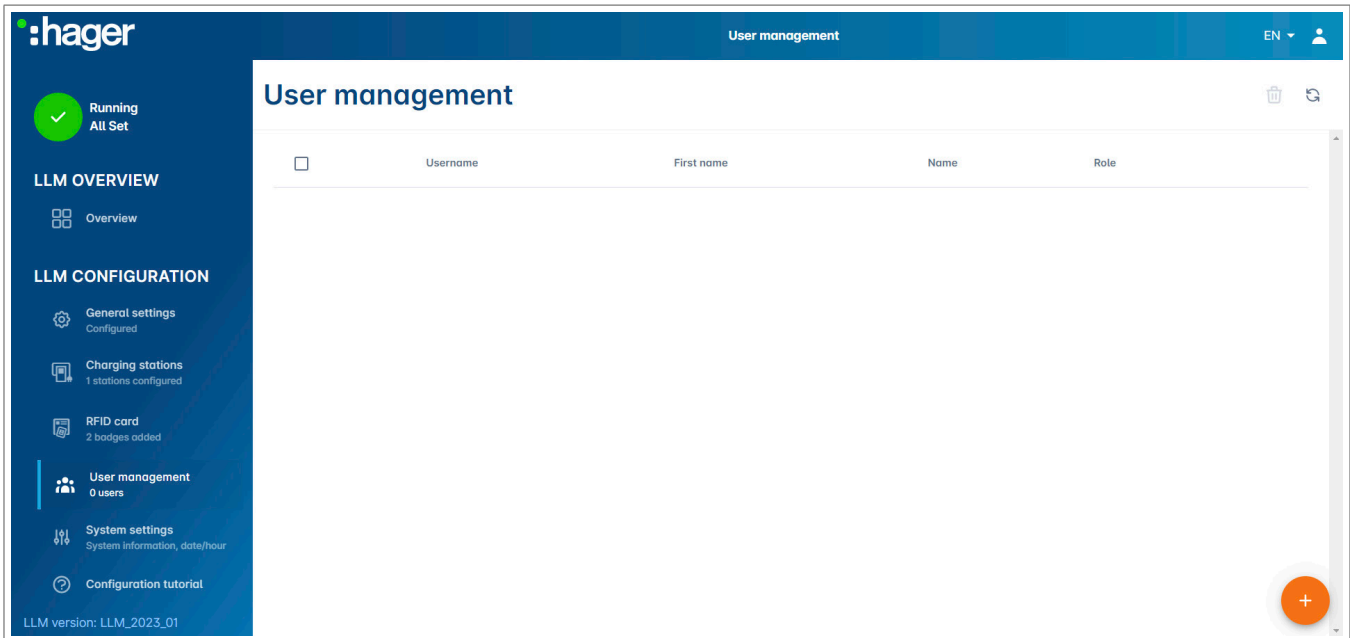 :hager
User management
EN
Running
All Set
LLM OVERVIEW
Overview
LLM CONFIGURATION
General settings
Configured
Charging stations
1 stations configured
RFID card
2 badges added
User management
0 users
System settings
System information, date/hour
Configuration tutorial
LLM version: LLM_2023_01
User management
Username First name Name Role